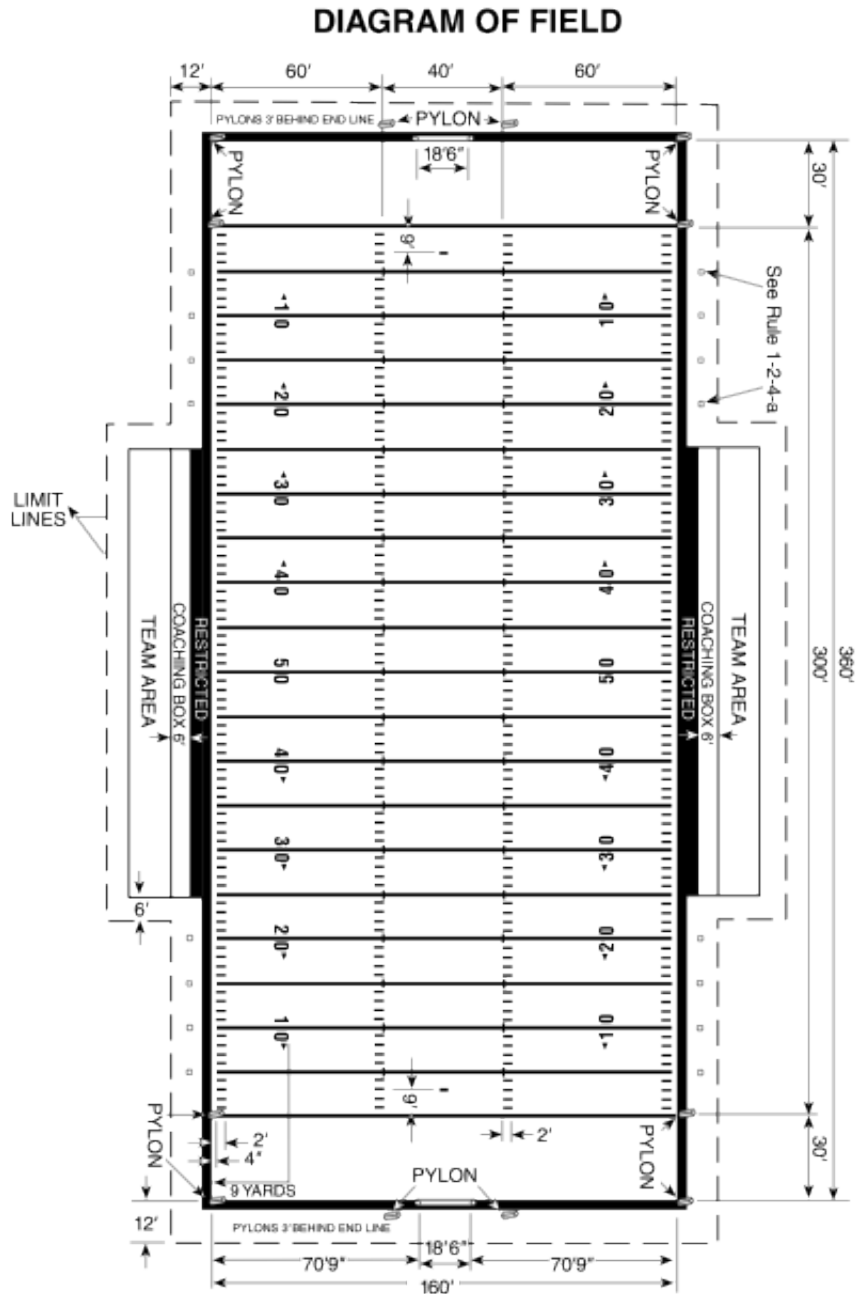 DIAGRAM OF FIELD
12' 60' 40' 60'
PYLONS 3' BEHIND END LINE
PYLON
18'6"
PYLON
PYLON
30'
9'
See Rule 1-2-4-a
10
10
20
20
30
30
LIMIT
LINES
40
40
TEAM AREA
COACHING BOX 6'
RESTRICTED
50
50
RESTRICTED
COACHING BOX 6'
TEAM AREA
300'
360'
40
40
30
30
6'
20
20
10
10
9'
PYLON
2'
2'
4"
PYLON
30'
9 YARDS
PYLON
12'
PYLONS 3' BEHIND END LINE
18'6"
70'9"
70'9"
160'